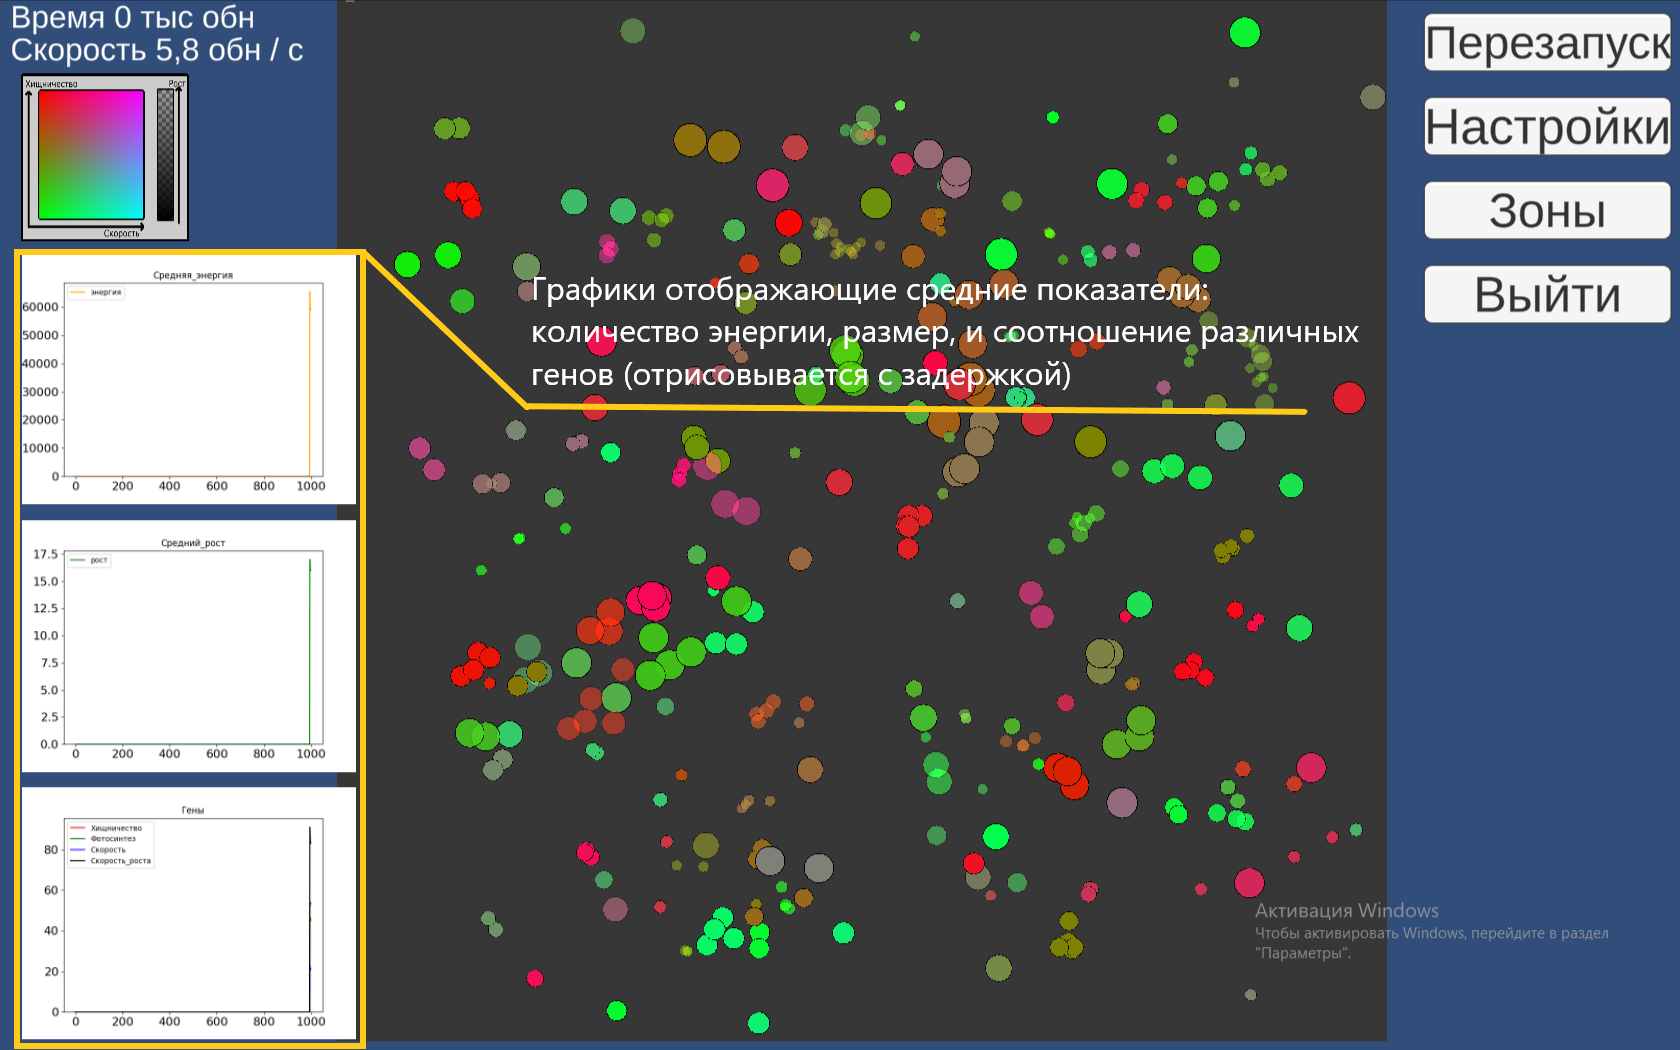 Время 0 тыс обн
Скорость 5,8 обн / с
Хищничество
Рост
Скорость
Средняя_энергия
энергия
60000
50000
40000
30000
20000
10000
0
0 200 400 600 800 1000
Средний_рост
рост
17.5
15.0
12.5
10.0
7.5
5.0
2.5
0.0
0 200 400 600 800 1000
Гены
Хищничество
Фотосинтез
Скорость
Скорость_роста
80
60
40
20
0
0 200 400 600 800 1000
Графики отображающие средние показатели:
количество энергии, размер, и соотношение различных
генов (отрисовывается с задержкой)
Перезапуск
Настройки
Зоны
Выйти
Активация Windows
Чтобы активировать Windows, перейдите в раздел
"Параметры".